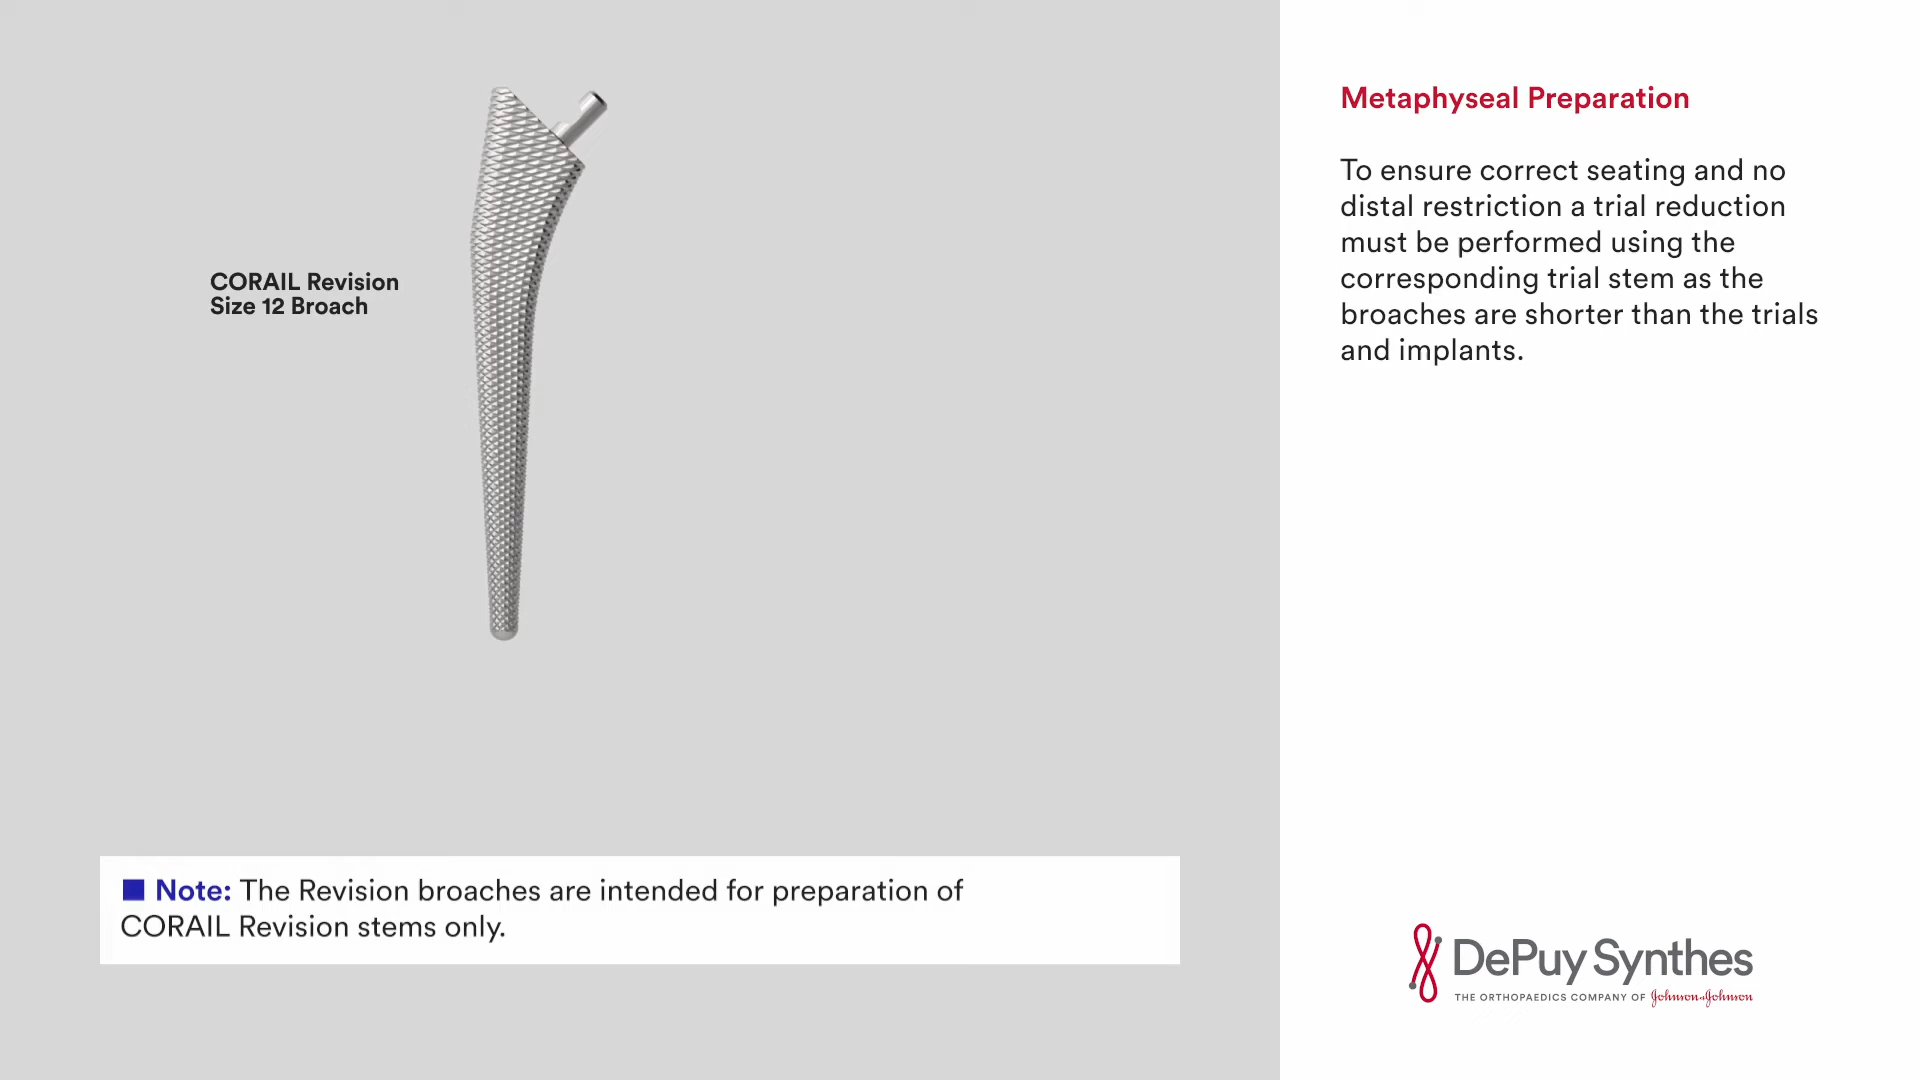 CORAIL Revision
Size 12 Broach
Note: The Revision broaches are intended for preparation of
CORAIL Revision stems only.
Metaphyseal Preparation
To ensure correct seating and no
distal restriction a trial reduction
must be performed using the
corresponding trial stem as the
broaches are shorter than the trials
and implants.
DePuy Synthes
THE ORTHOPAEDICS COMPANY OF Johnson & Johnson